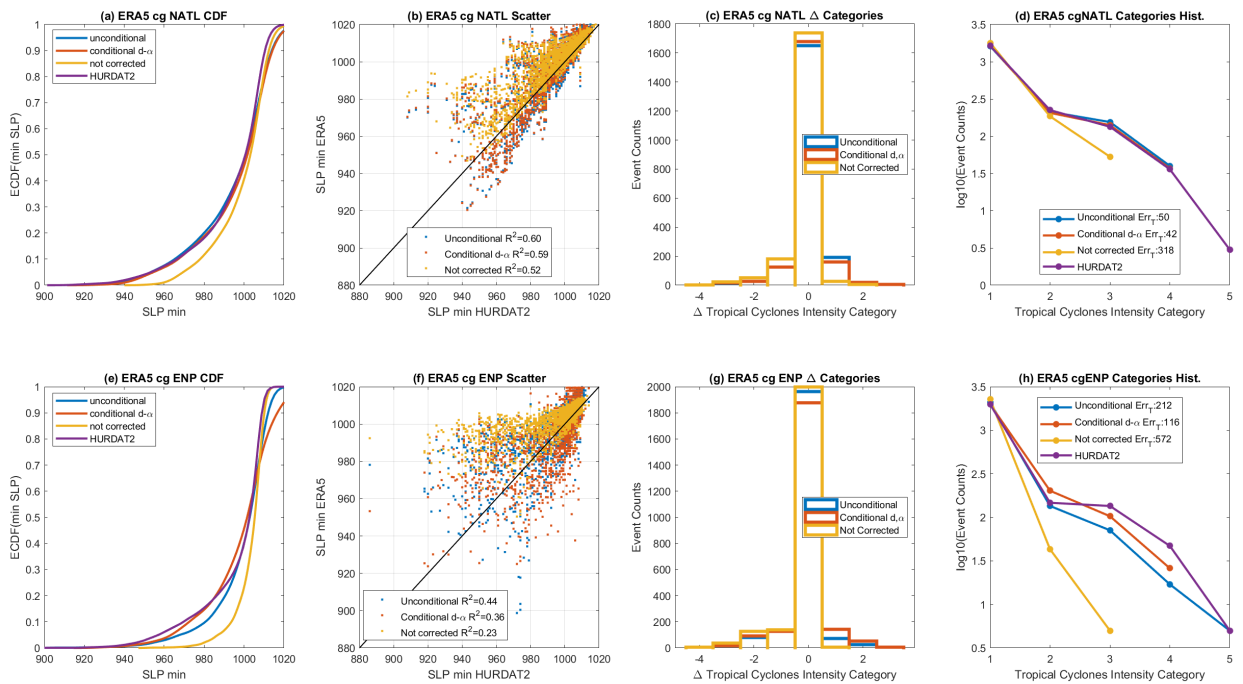 (a) ERA5 cg NATL CDF
1
0.9
0.8
0.7
0.6
0.5
0.4
0.3
0.2
0.1
0
ECDF(min SLP)
unconditional
conditional d-α
not corrected
HURDAT2
900 920 940 960 980 1000 1020
SLP min
(b) ERA5 cg NATL Scatter
1020
1000
980
960
940
920
900
880
SLP min ERA5
Unconditional R²=0.60
Conditional d-α R²=0.59
Not corrected R²=0.52
880 900 920 940 960 980 1000 1020
SLP min HURDAT2
(c) ERA5 cg NATL Δ Categories
1800
1600
1400
1200
1000
800
600
400
200
0
Event Counts
Unconditional
Conditional d,α
Not Corrected
-4 -2 0 2 4
Δ Tropical Cyclones Intensity Category
(d) ERA5 cgNATL Categories Hist.
3.5
3
2.5
2
1.5
1
0.5
0
log10(Event Counts)
Unconditional Err_T:50
Conditional d-α Err_T:42
Not corrected Err_T:318
HURDAT2
1 2 3 4 5
Tropical Cyclones Intensity Category
(e) ERA5 cg ENP CDF
1
0.9
0.8
0.7
0.6
0.5
0.4
0.3
0.2
0.1
0
ECDF(min SLP)
unconditional
conditional d-α
not corrected
HURDAT2
900 920 940 960 980 1000 1020
SLP min
(f) ERA5 cg ENP Scatter
1020
1000
980
960
940
920
900
880
SLP min ERA5
Unconditional R²=0.44
Conditional d-α R²=0.36
Not corrected R²=0.23
880 900 920 940 960 980 1000 1020
SLP min HURDAT2
(g) ERA5 cg ENP Δ Categories
2000
1800
1600
1400
1200
1000
800
600
400
200
0
Event Counts
Unconditional
Conditional d,α
Not Corrected
-4 -2 0 2 4
Δ Tropical Cyclones Intensity Category
(h) ERA5 cgENP Categories Hist.
3.5
3
2.5
2
1.5
1
0.5
log10(Event Counts)
Unconditional Err_T:212
Conditional d-α Err_T:116
Not corrected Err_T:572
HURDAT2
1 2 3 4 5
Tropical Cyclones Intensity Category